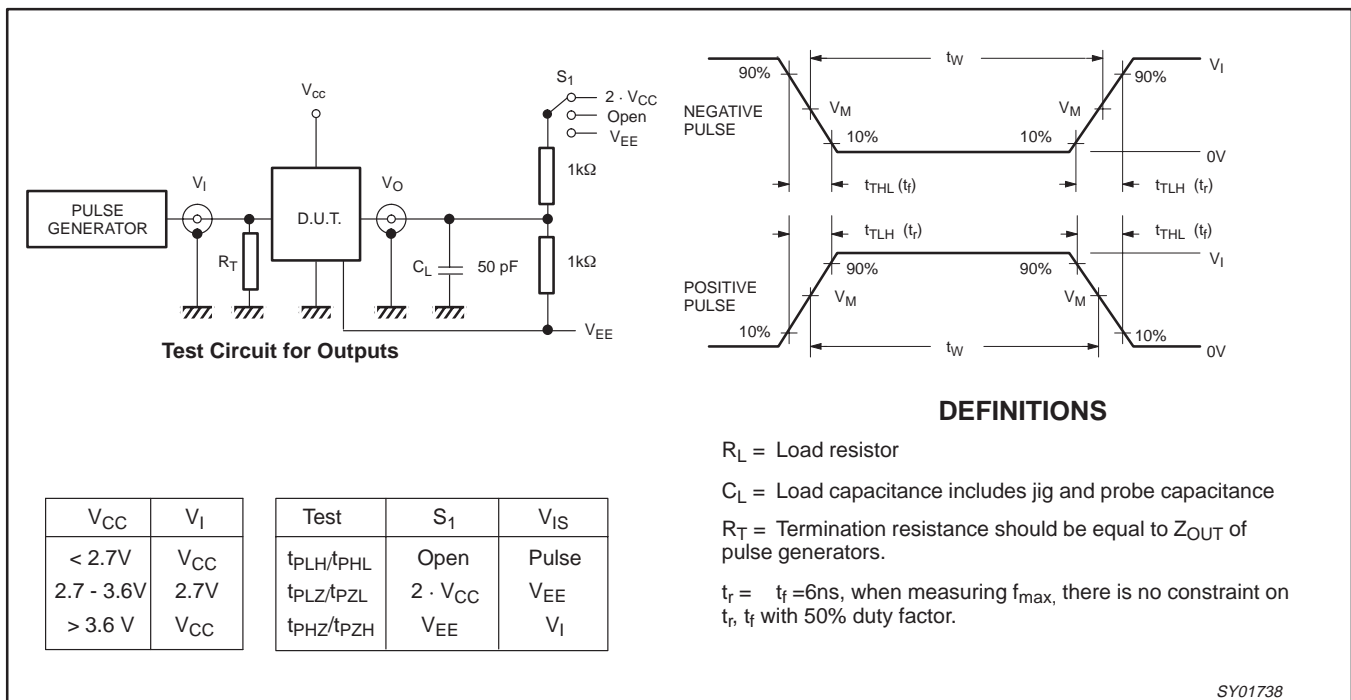 S1
Vcc
2 · VCC
Open
VEE
1kΩ
VI
VO
PULSE
GENERATOR
D.U.T.
RT
CL
50 pF
1kΩ
VEE
Test Circuit for Outputs
tW
90%
90%
VI
NEGATIVE
PULSE
VM
VM
10%
10%
0V
tTHL (tf)
tTLH (tr)
tTLH (tr)
tTHL (tf)
VI
90%
90%
POSITIVE
PULSE
VM
VM
10%
10%
tW
0V
DEFINITIONS
RL = Load resistor
CL = Load capacitance includes jig and probe capacitance
RT = Termination resistance should be equal to ZOUT of
pulse generators.
tr = tf =6ns, when measuring fmax, there is no constraint on
tr, tf with 50% duty factor.
VCC VI
< 2.7V VCC
2.7 - 3.6V 2.7V
> 3.6 V VCC
Test S1 VIS
tPLH/tPHL Open Pulse
tPLZ/tPZL 2 · VCC VEE
tPHZ/tPZH VEE VI
SY01738